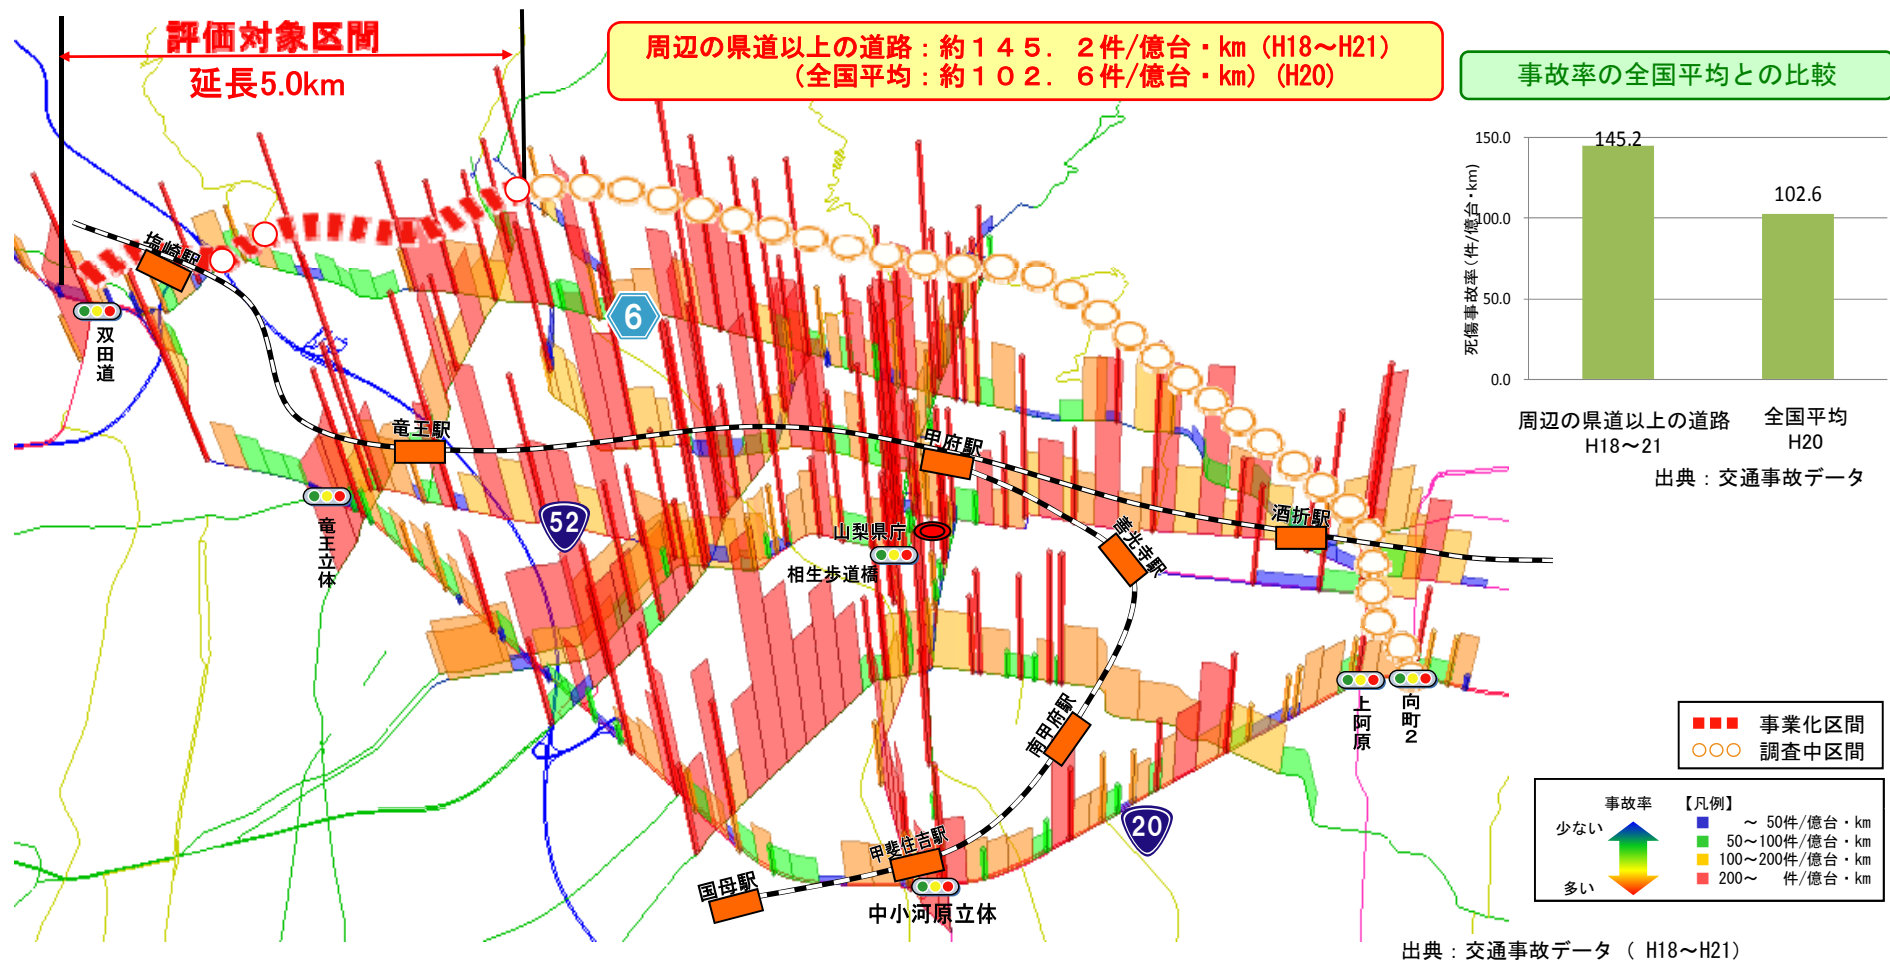 評価対象区間
延長5.0km
周辺の県道以上の道路：約１４５．２件/億台・km（H18～H21）
（全国平均：約１０２．６件/億台・km）（H20）
事故率の全国平均との比較
死傷事故率（件/億台・km）
150.0
100.0
50.0
0.0
145.2
102.6
周辺の県道以上の道路
H18～21
全国平均
H20
出典：交通事故データ
塩崎駅
双田道
6
竜王駅
甲府駅
竜王立体
52
山梨県庁
相生歩道橋
善光寺駅
酒折駅
南甲府駅
上阿原
向町２
20
甲斐住吉駅
国母駅
中小河原立体
事業化区間
調査中区間
事故率
【凡例】
少ない
多い
～ 50件/億台・km
50～100件/億台・km
100～200件/億台・km
200～ 件/億台・km
出典：交通事故データ（ H18～H21）